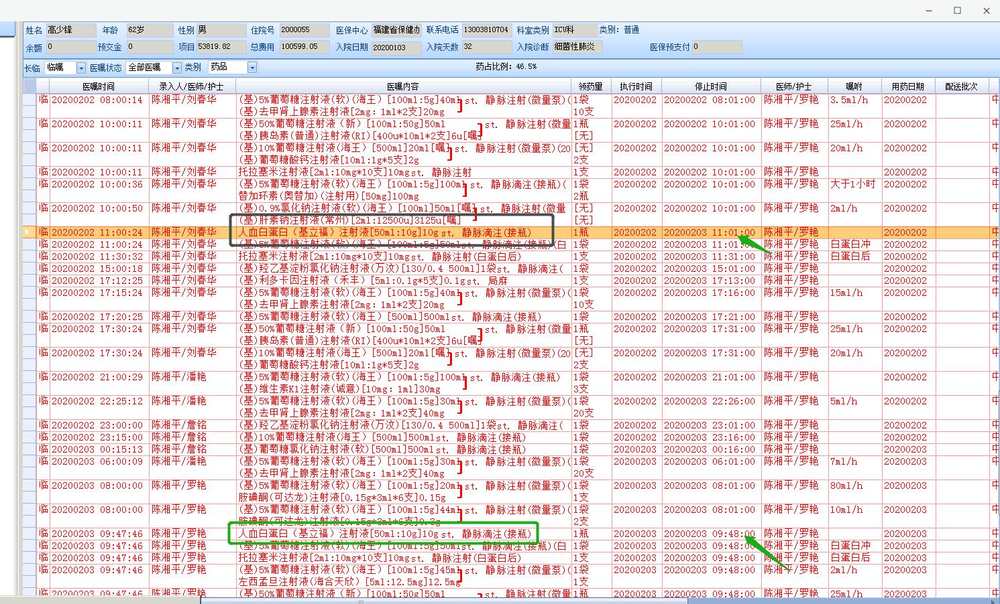 姓名 高少锋 年龄 62岁 性别 男 住院号 2000055 医保中心 福建省保健办 联系电话 13003810704 科室类别 ICU科 类别: 普通
余额 0 预交金 0 项目 53819.82 总费用 100599.05 入院日期 20200103 入院天数 32 入院诊断 细菌性肺炎 医保预支付 0
长临 临嘱 医嘱状态 全部医嘱 类别 药品 药占比例: 46.5%
医嘱时间 录入人/医师/护士 医嘱内容 领药量 执行时间 停止时间 医师/护士 嘱咐 用药日期 配送批次
临 20200202 08:00:14 陈湘平/刘春华 (基)5%葡萄糖注射液(软)(海王) [100ml:5g]40ml st. 静脉注射(微量泵)( 1袋 20200202 20200202 08:01:00 陈湘平/罗艳 3.5ml/h 20200202
(基)去甲肾上腺素注射液[2mg: 1ml*2支]20mg 10支
临 20200202 10:00:11 陈湘平/刘春华 (基)50%葡萄糖注射液(新) [100ml:50g]50ml st. 静脉注射(微量 1瓶 20200202 20200202 10:01:00 陈湘平/罗艳 25ml/h 20200202
(基)胰岛素(普通)注射液(RI)[400u*10ml*2支]6u[嘱] [无]
临 20200202 10:00:11 陈湘平/刘春华 (基)10%葡萄糖注射液(海王) [500ml]20ml[嘱] st. 静脉注射(微量泵)(20 [无] 20200202 20200202 10:01:00 陈湘平/罗艳 20ml/h 20200202
(基)葡萄糖酸钙注射液[10ml:1g*5支]2g 2支
临 20200202 10:00:11 陈湘平/刘春华 托拉塞米注射液[2ml:10mg*10支]10mg st. 静脉注射 1支 20200202 20200202 10:01:00 陈湘平/罗艳 20200202
临 20200202 10:00:36 陈湘平/刘春华 (基)5%葡萄糖注射液(软)(海王) [100ml:5g]100ml st. 静脉滴注(接瓶)( 1袋 20200202 20200202 10:01:00 陈湘平/罗艳 大于1小时 20200202
替加环素(奥替加)(注射用)[50mg]100mg 2瓶
临 20200202 10:00:50 陈湘平/刘春华 (基)0.9%氯化钠注射液(软)(海王) [100ml]50ml[嘱] st. 静脉注射(微量 [无] 20200202 20200202 10:01:00 陈湘平/罗艳 2ml/h 20200202
(基)肝素钠注射液(常州)[2ml:12500u]3125u[嘱] [无]
临 20200202 11:00:24 陈湘平/刘春华 人血白蛋白(基立福)注射液[50ml:10g]10g st. 静脉滴注(接瓶) 1瓶 20200202 20200203 11:01:00 陈湘平/罗艳 20200202
临 20200202 11:00:24 陈湘平/刘春华 (基)5%葡萄糖注射液(软)(海王) [100ml:5g]50ml st. 静脉滴注(接瓶)(白 1袋 20200202 20200203 11:01:00 陈湘平/罗艳 白蛋白冲 20200202
临 20200202 11:30:32 陈湘平/刘春华 托拉塞米注射液[2ml:10mg*10支]10mg st. 静脉注射(白蛋白后) 1支 20200202 20200203 11:31:00 陈湘平/罗艳 白蛋白后 20200202
临 20200202 15:00:18 陈湘平/刘春华 (基)羟乙基淀粉氯化钠注射液(万汶)[130/0.4 500ml]1袋 st. 静脉滴注( 1袋 20200202 20200203 15:01:00 陈湘平/罗艳 20200202
临 20200202 17:12:25 陈湘平/刘春华 (基)利多卡因注射液(禾丰) [5ml:0.1g*5支]0.1g st. 局麻 1支 20200202 20200203 17:13:00 陈湘平/罗艳 20200202
临 20200202 17:15:24 陈湘平/刘春华 (基)5%葡萄糖注射液(软)(海王) [100ml:5g]40ml st. 静脉注射(微量泵)( 1袋 20200202 20200203 17:16:00 陈湘平/罗艳 15ml/h 20200202
(基)去甲肾上腺素注射液[2mg: 1ml*2支]20mg 10支
临 20200202 17:20:25 陈湘平/刘春华 (基)5%葡萄糖注射液(软)(海王) [500ml]500ml st. 静脉滴注(接瓶) 1袋 20200202 20200203 17:21:00 陈湘平/罗艳 20200202
临 20200202 17:30:24 陈湘平/刘春华 (基)50%葡萄糖注射液(新) [100ml:50g]50ml st. 静脉注射(微量 1瓶 20200202 20200203 17:31:00 陈湘平/罗艳 25ml/h 20200202
(基)胰岛素(普通)注射液(RI)[400u*10ml*2支]6u[嘱] [无]
临 20200202 17:30:24 陈湘平/刘春华 (基)10%葡萄糖注射液(海王) [500ml]20ml[嘱] st. 静脉注射(微量泵)(20 [无] 20200202 20200203 17:31:00 陈湘平/罗艳 20ml/h 20200202
(基)葡萄糖酸钙注射液[10ml:1g*5支]2g 2支
临 20200202 21:00:29 陈湘平/潘艳 (基)5%葡萄糖注射液(软)(海王) [100ml:5g]100ml st. 静脉滴注(接瓶) 1袋 20200202 20200203 21:01:00 陈湘平/罗艳 20200202
(基)维生素K1注射液(诚意)[10mg: 1ml]30mg 3支
临 20200202 22:25:12 陈湘平/潘艳 (基)5%葡萄糖注射液(软)(海王) [100ml:5g]30ml st. 静脉注射(微量泵)( 1袋 20200202 20200203 22:26:00 陈湘平/罗艳 5ml/h 20200202
(基)去甲肾上腺素注射液[2mg: 1ml*2支]40mg 20支
临 20200202 23:00:00 陈湘平/詹铭 (基)羟乙基淀粉氯化钠注射液(万汶)[130/0.4 500ml]1袋 st. 静脉滴注( 1袋 20200202 20200203 23:01:00 陈湘平/罗艳 20200202
临 20200202 23:15:00 陈湘平/詹铭 (基)10%葡萄糖注射液(海王) [500ml]500ml st. 静脉滴注(接瓶) 1袋 20200202 20200203 23:16:00 陈湘平/罗艳 20200202
临 20200203 00:15:13 陈湘平/詹铭 (基)葡萄糖氯化钠注射液(软)[500ml]500ml st. 静脉滴注(接瓶) 1袋 20200203 20200203 00:16:00 陈湘平/罗艳 20200203
临 20200203 06:00:09 陈湘平/潘艳 (基)5%葡萄糖注射液(软)(海王) [100ml:5g]30ml st. 静脉注射(微量泵)( 1袋 20200203 20200203 06:01:00 陈湘平/罗艳 7ml/h 20200203
(基)去甲肾上腺素注射液[2mg: 1ml*2支]40mg 20支
临 20200203 08:00:00 陈湘平/罗艳 (基)5%葡萄糖注射液(软)(海王) [100ml:5g]20ml st. 静脉注射(微量泵)( 1袋 20200203 20200203 08:01:00 陈湘平/罗艳 80ml/h 20200203
胺碘酮(可达龙)注射液[0.15g*3ml*6支]0.15g 1支
临 20200203 08:00:00 陈湘平/罗艳 (基)5%葡萄糖注射液(软)(海王) [100ml:5g]44ml st. 静脉注射(微量泵)( 1袋 20200203 20200203 08:01:00 陈湘平/罗艳 10ml/h 20200203
胺碘酮(可达龙)注射液[0.15g*3ml*6支]0.3g 2支
临 20200203 09:47:46 陈湘平/罗艳 人血白蛋白(基立福)注射液[50ml:10g]10g st. 静脉滴注(接瓶) 1瓶 20200203 20200203 09:48:00 陈湘平/罗艳 20200203
临 20200203 09:47:46 陈湘平/罗艳 (基)5%葡萄糖注射液(软)(海王) [100ml:5g]50ml st. 静脉滴注(接瓶)(白 1袋 20200203 20200203 09:48:00 陈湘平/罗艳 白蛋白冲 20200203
临 20200203 09:47:46 陈湘平/罗艳 托拉塞米注射液[2ml:10mg*10支]10mg st. 静脉注射(白蛋白后) 1支 20200203 20200203 09:48:00 陈湘平/罗艳 白蛋白后 20200203
临 20200203 09:47:46 陈湘平/罗艳 (基)5%葡萄糖注射液(软)(海王) [100ml:5g]45ml st. 静脉注射(微量泵)( 1袋 20200203 20200203 09:48:00 陈湘平/罗艳 2ml/h 20200203
左西孟旦注射液(海合天欣) [5ml:12.5mg]12.5mg 1支
临 20200203 09:47:46 陈湘平/罗艳 (基)50%葡萄糖注射液(新) [100ml:50g]50ml st. 静脉注射(微量 1瓶 20200203 20200203 09:48:00 陈湘平/罗艳 25ml/h 20200203